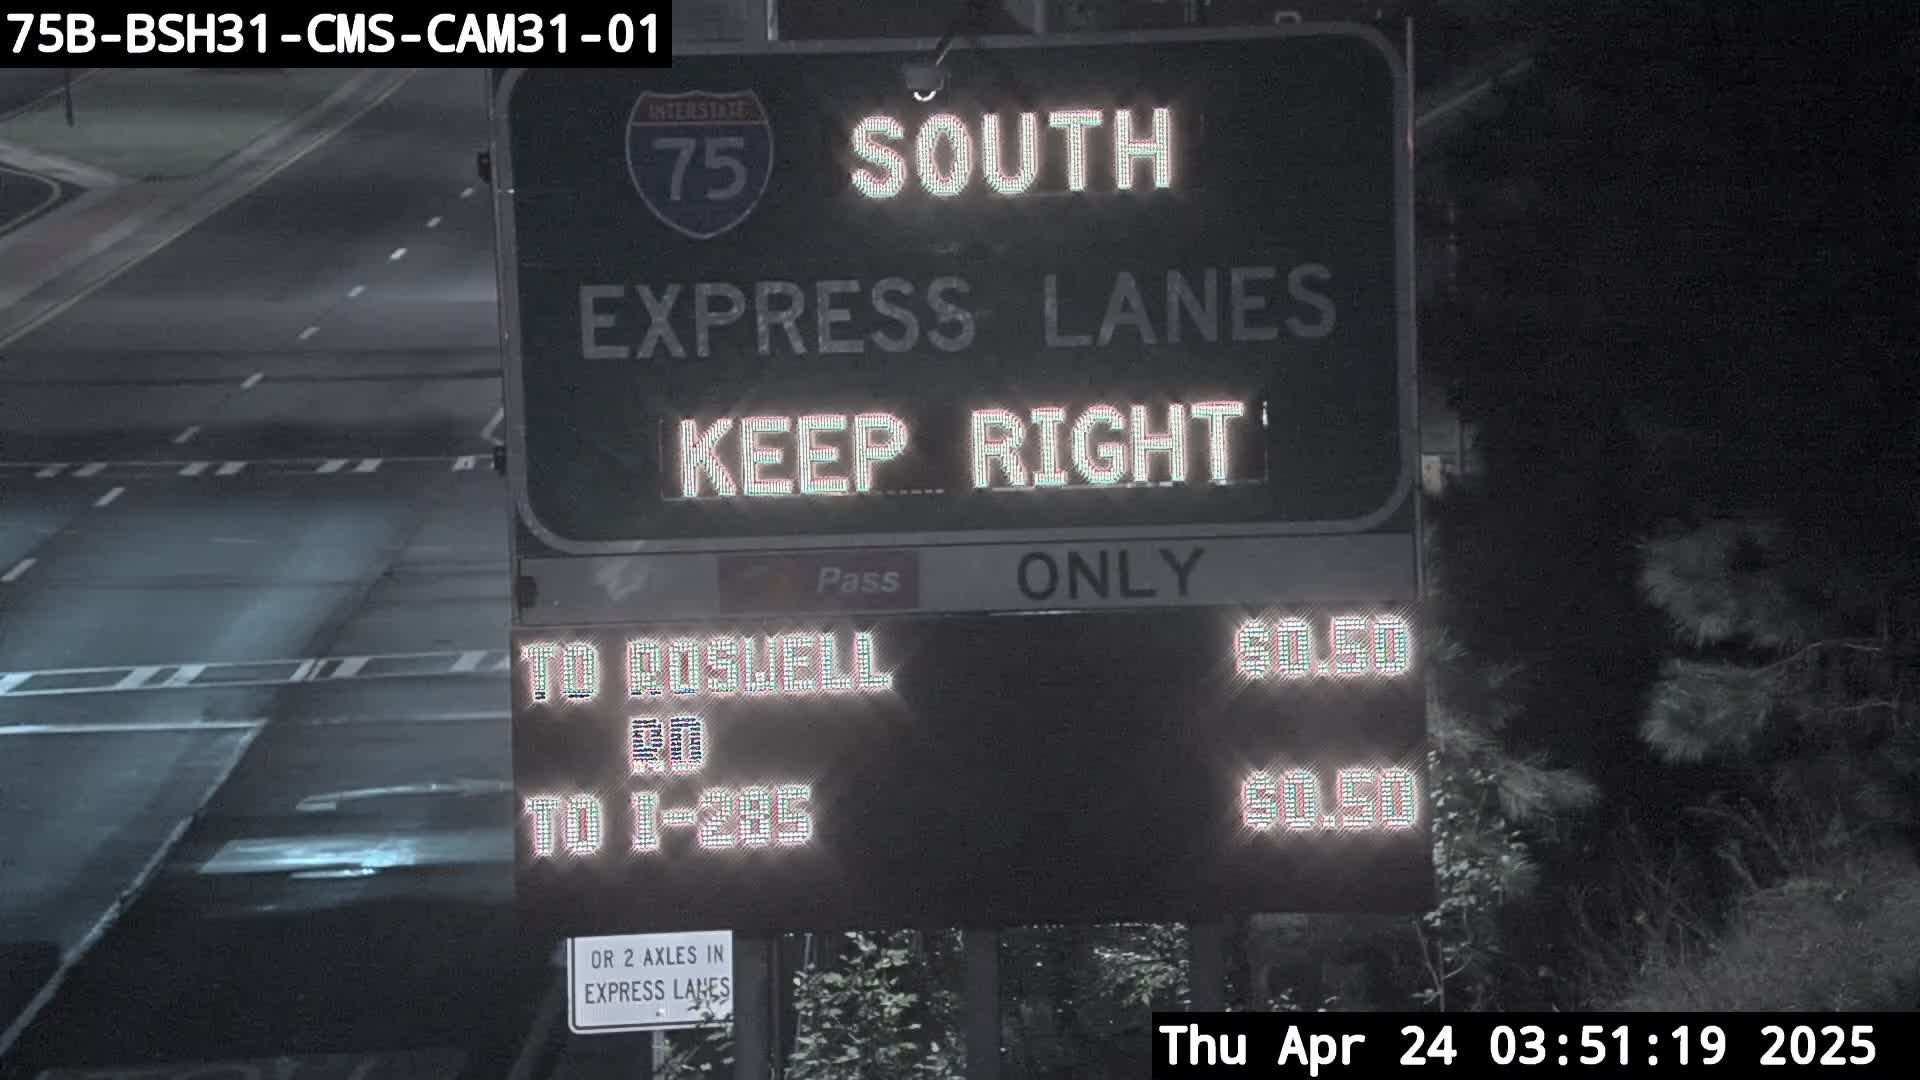 75B-BSH31-CMS-CAM31-01
INTERSTATE
75
SOUTH
EXPRESS LANES
KEEP RIGHT
Pass ONLY
TO ROSWELL $0.50
RD
TO I-285 $0.50
OR 2 AXLES IN
EXPRESS LANES
Thu Apr 24 03:51:19 2025